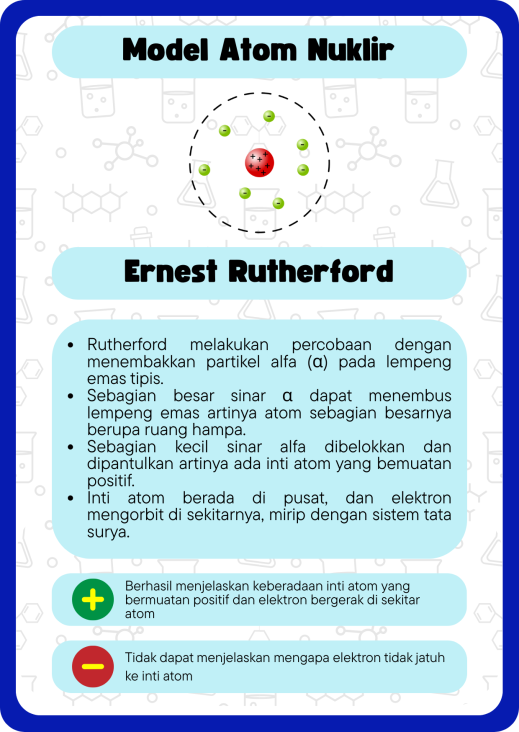 Model Atom Nuklir
Ernest Rutherford
• Rutherford melakukan percobaan dengan
menembakkan partikel alfa (α) pada lempeng
emas tipis.
• Sebagian besar sinar α dapat menembus
lempeng emas artinya atom sebagian besarnya
berupa ruang hampa.
• Sebagian kecil sinar alfa dibelokkan dan
dipantulkan artinya ada inti atom yang bemuatan
positif.
• Inti atom berada di pusat, dan elektron
mengorbit di sekitarnya, mirip dengan sistem tata
surya.
Berhasil menjelaskan keberadaan inti atom yang
bermuatan positif dan elektron bergerak di sekitar
atom
Tidak dapat menjelaskan mengapa elektron tidak jatuh
ke inti atom